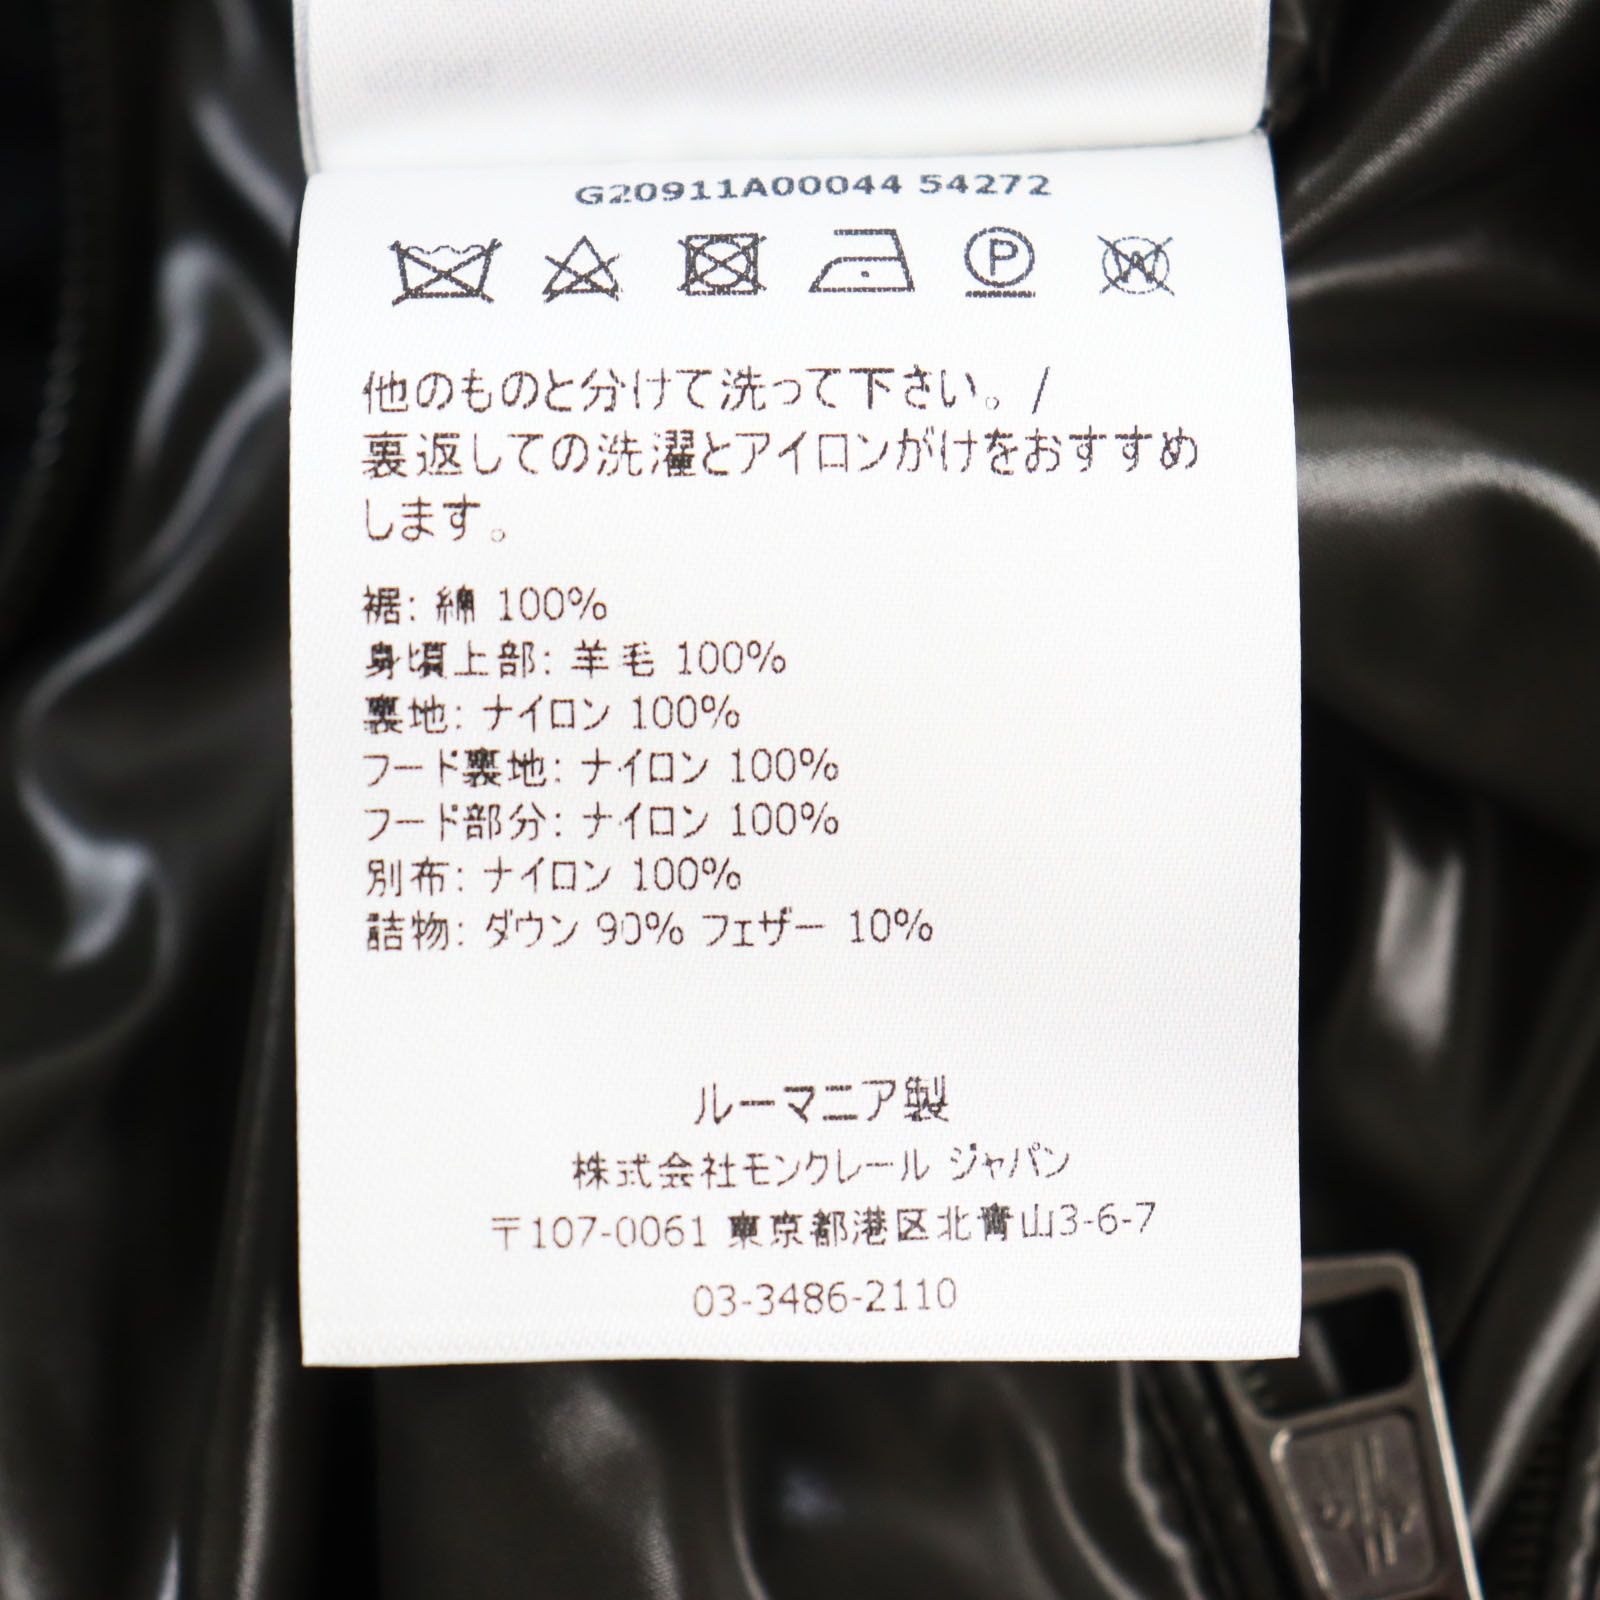 G20911A00044 54272
P
W
他のものと分けて洗って下さい。/
裏返しての洗濯とアイロンがけをおすすめ
します。
裾: 綿 100%
身頃上部: 羊毛 100%
裏地: ナイロン 100%
フード裏地: ナイロン 100%
フード部分: ナイロン 100%
別布: ナイロン 100%
詰物: ダウン 90% フェザー 10%
ルーマニア製
株式会社モンクレール ジャパン
〒107-0061 東京都港区北青山3-6-7
03-3486-2110